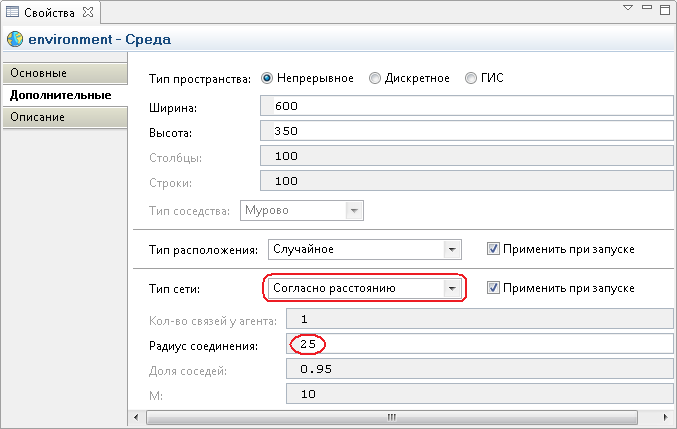 Свойства
environment - Среда
Основные
Дополнительные
Описание
Тип пространства: Непрерывное Дискретное ГИС
Ширина: 600
Высота: 350
Столбцы: 100
Строки: 100
Тип соседства: Мурово
Тип расположения: Случайное Применить при запуске
Тип сети: Согласно расстоянию Применить при запуске
Кол-во связей у агента: 1
Радиус соединения: 25
Доля соседей: 0.95
М: 10